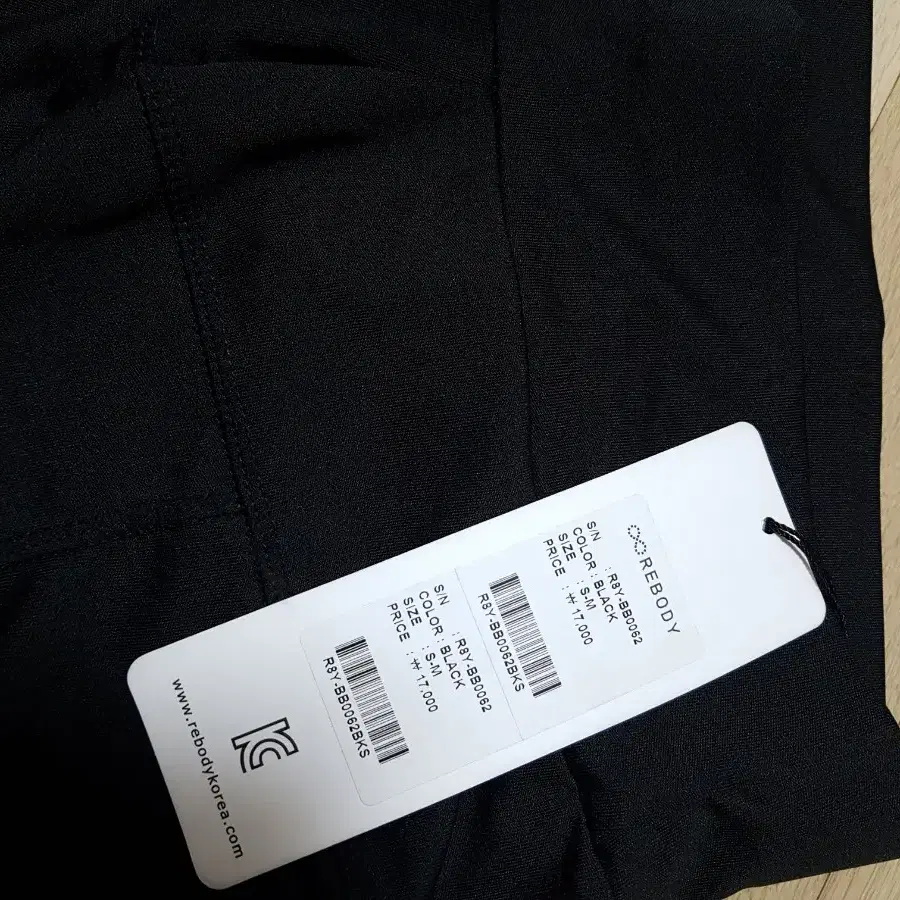 REBODY
S/N : R8Y-BB0062
COLOR : BLACK
SIZE : S-M
PRICE : ₩ 17,000
R8Y-BB0062BKS
S/N : R8Y-BB0062
COLOR : BLACK
SIZE : S-M
PRICE : ₩ 17,000
R8Y-BB0062BKS
www.rebodykorea.com